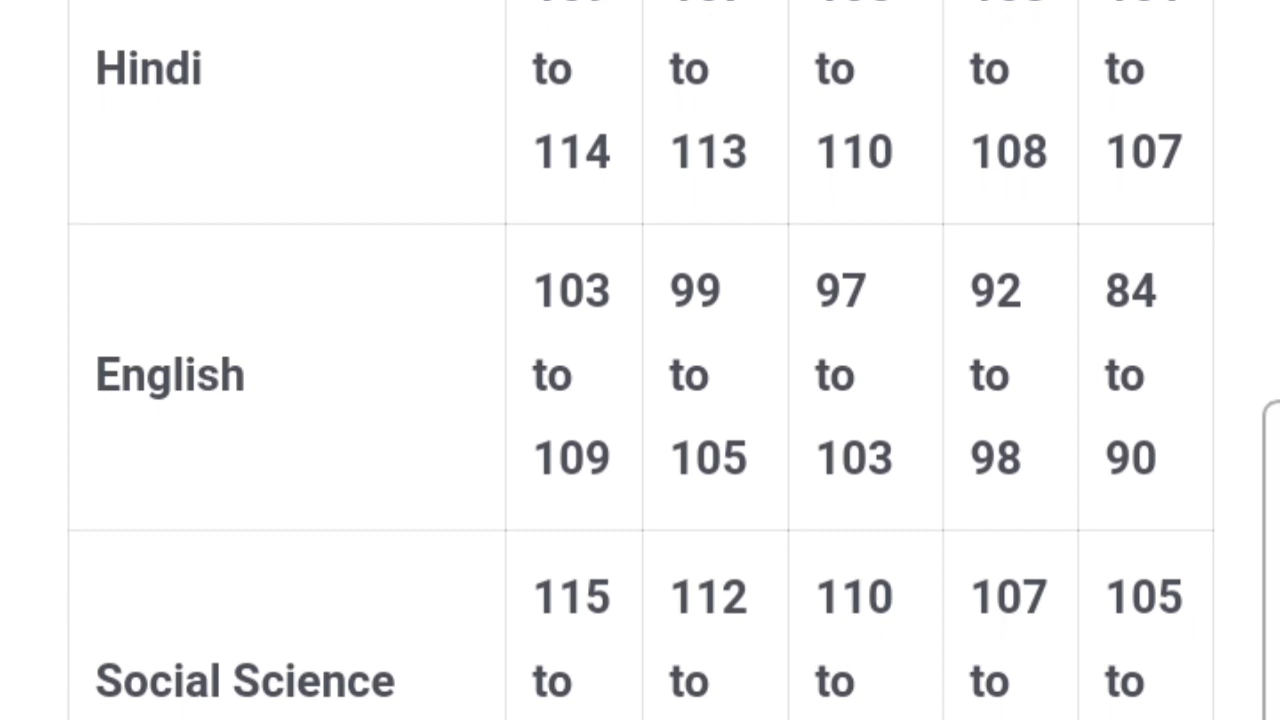 Hindi to to to to to
114 113 110 108 107
103 99 97 92 84
English to to to to to
109 105 103 98 90
115 112 110 107 105
Social Science to to to to to